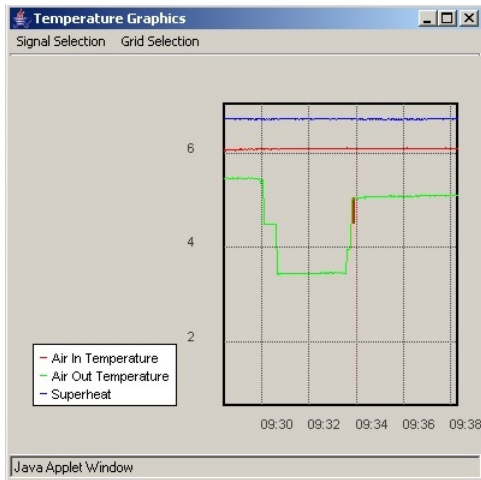 Temperature Graphics
Signal Selection Grid Selection
6
4
2
Air In Temperature
Air Out Temperature
Superheat
09:30 09:32 09:34 09:36 09:38
Java Applet Window